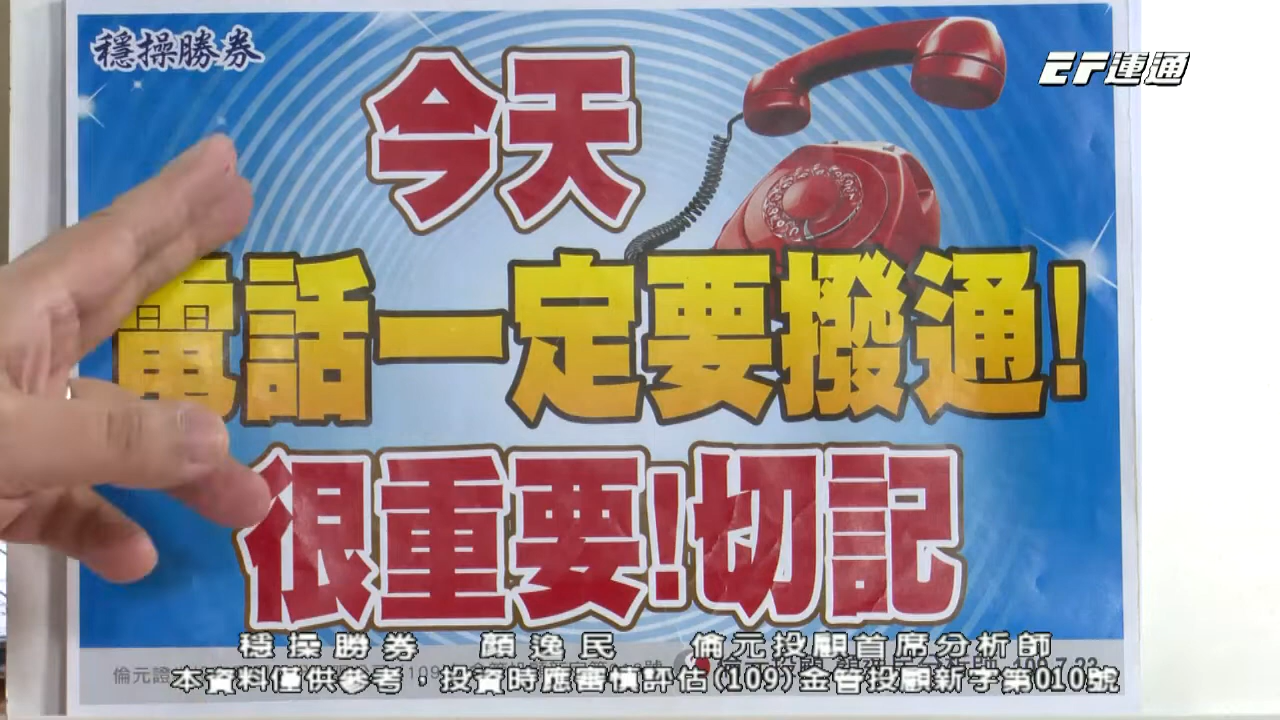 穩操勝券
EF運通
今天
電話一定要撥通！
很重要！切記
穩操勝券 顏逸民 倫元投顧首席分析師
本資料僅供參考，投資時應審慎評估(109)金管投顧新字第010號